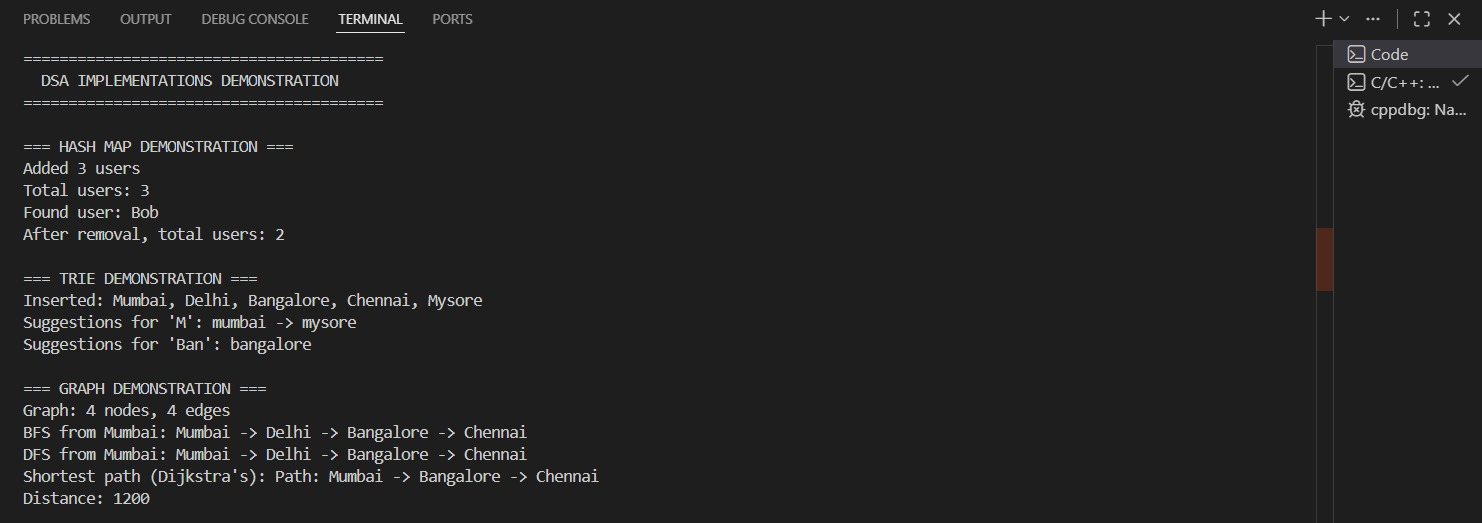 PROBLEMS OUTPUT DEBUG CONSOLE TERMINAL PORTS
========================================
DSA IMPLEMENTATIONS DEMONSTRATION
========================================
=== HASH MAP DEMONSTRATION ===
Added 3 users
Total users: 3
Found user: Bob
After removal, total users: 2
=== TRIE DEMONSTRATION ===
Inserted: Mumbai, Delhi, Bangalore, Chennai, Mysore
Suggestions for 'M': mumbai -> mysore
Suggestions for 'Ban': bangalore
=== GRAPH DEMONSTRATION ===
Graph: 4 nodes, 4 edges
BFS from Mumbai: Mumbai -> Delhi -> Bangalore -> Chennai
DFS from Mumbai: Mumbai -> Delhi -> Bangalore -> Chennai
Shortest path (Dijkstra's): Path: Mumbai -> Bangalore -> Chennai
Distance: 1200
Code
C/C++: ...
cppdbg: Na...